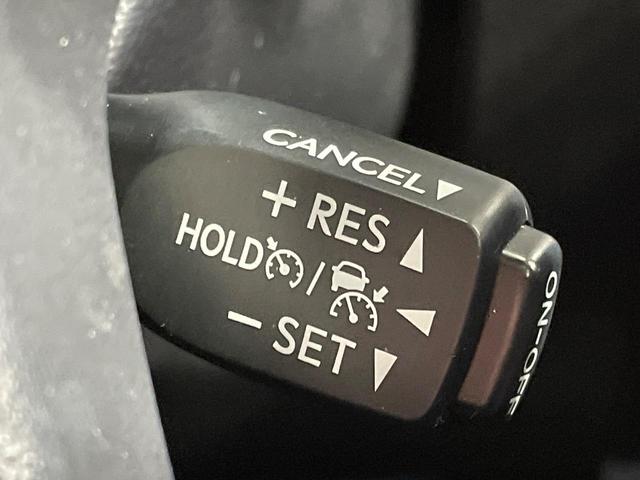 CANCEL▼
+ RES ▲
HOLD / ◀
− SET ▼
ON-OFF